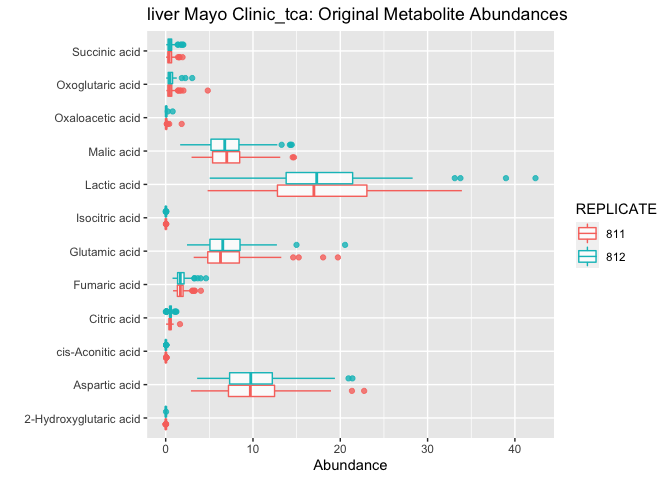 liver Mayo Clinic_tca: Original Metabolite Abundances
Succinic acid
Oxoglutaric acid
Oxaloacetic acid
Malic acid
Lactic acid
Isocitric acid
Glutamic acid
Fumaric acid
Citric acid
cis-Aconitic acid
Aspartic acid
2-Hydroxyglutaric acid
0 10 20 30 40
Abundance
REPLICATE
811
812